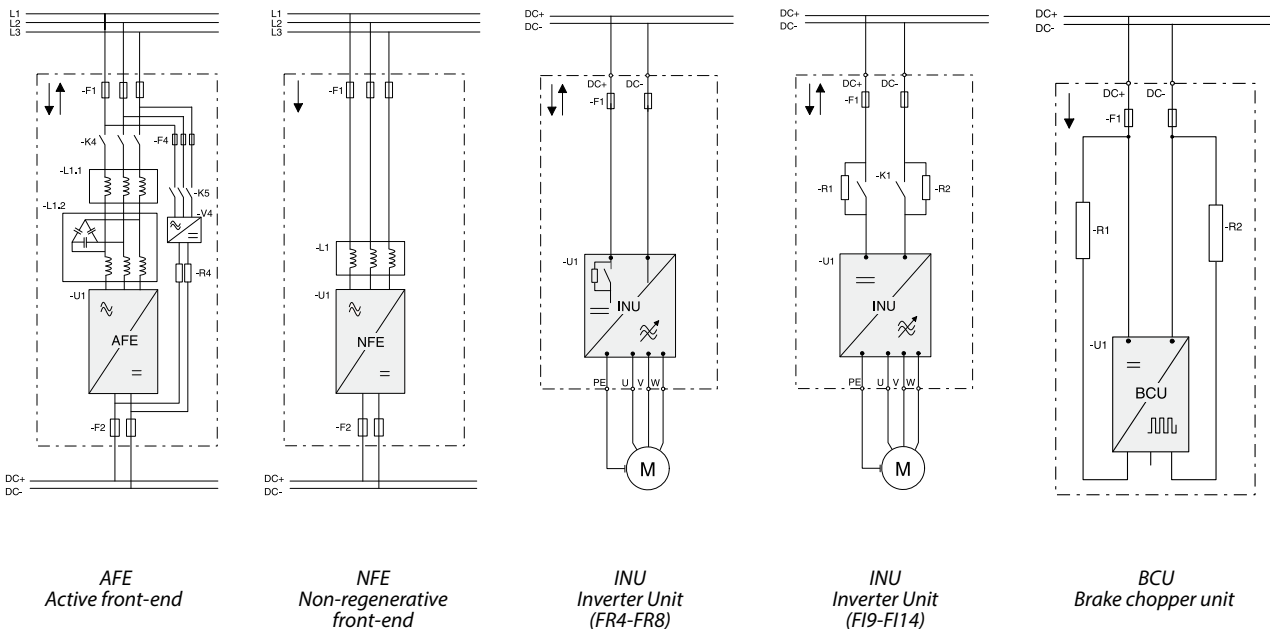 L1
L2
L3
-F1
-K4
-F4
-L1.1
-K5
-L1.2
-V4
-R4
-U1
AFE
-F2
DC+
DC-
AFE
Active front-end
L1
L2
L3
-F1
-L1
-U1
NFE
-F2
DC+
DC-
NFE
Non-regenerative
front-end
DC+
DC-
DC+ DC-
-F1
-U1
INU
PE U V W
M
INU
Inverter Unit
(FR4-FR8)
DC+
DC-
DC+ DC-
-F1
-R1 -K1 -R2
-U1
INU
PE U V W
M
INU
Inverter Unit
(FI9-FI14)
DC+
DC-
DC+ DC-
-F1
-R1 -R2
-U1
BCU
BCU
Brake chopper unit